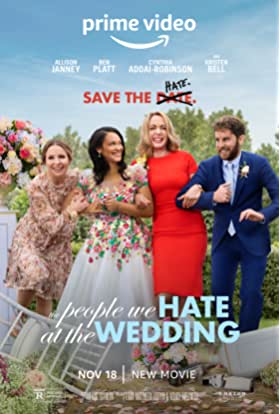 prime video
ALLISON JANNEY
BEN PLATT
CYNTHIA ADDAI-ROBINSON
AND KRISTEN BELL
HATE.
SAVE THE DATE.
the people we HATE
at the WEDDING
NOV 18 | NEW MOVIE
R